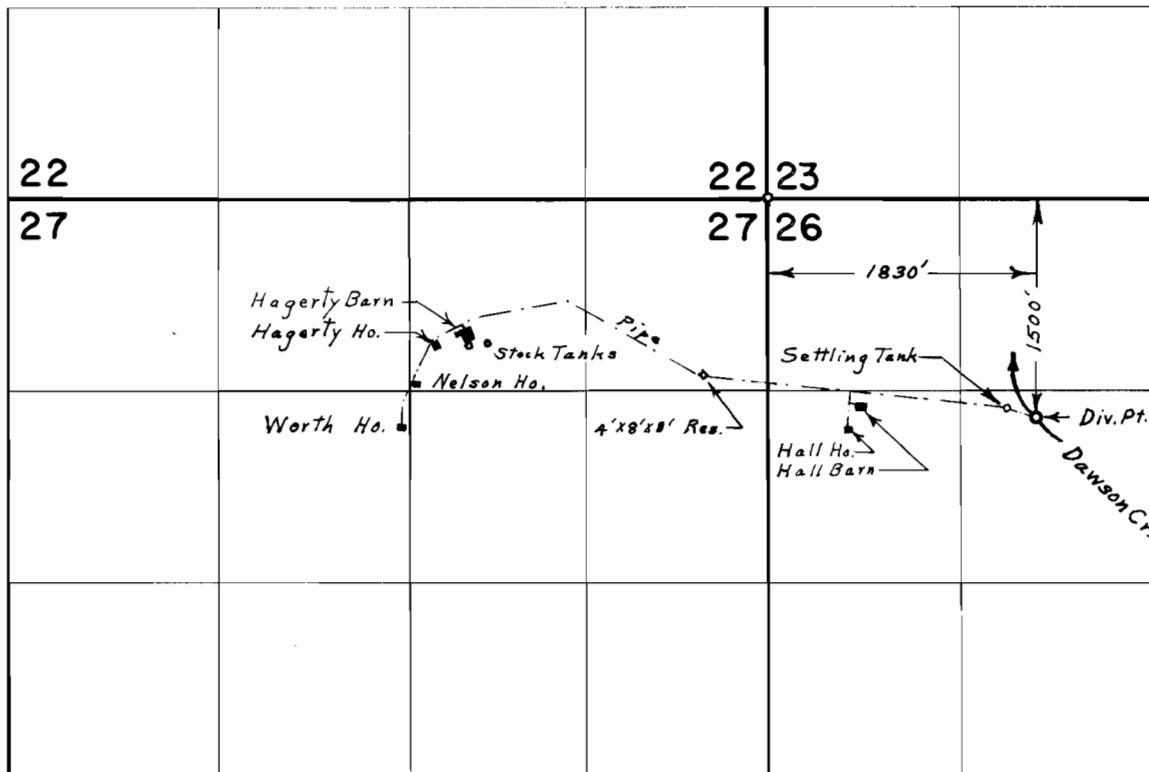 22
22 23
27
27 26
1830'
1500'
Hagerty Barn
Hagerty Ho.
Pipe
Stock Tanks
Settling Tank
Nelson Ho.
Worth Ho.
4'x8'x8' Res.
Div. Pt.
Hall Ho.
Hall Barn
Dawson Cr.